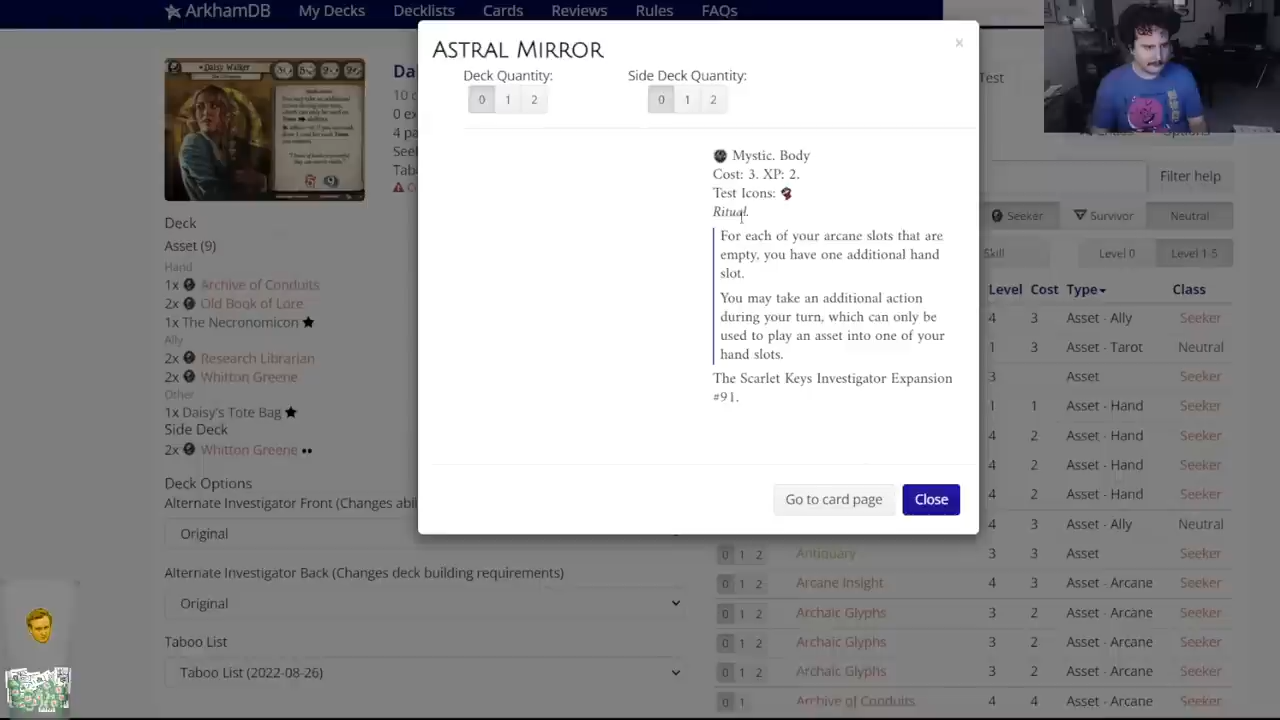 ArkhamDB My Decks Decklists Cards Reviews Rules FAQs
ASTRAL MIRROR
×
Deck Quantity:
0 1 2
Side Deck Quantity:
0 1 2
Mystic. Body
Cost: 3. XP: 2.
Test Icons:
Ritual.
For each of your arcane slots that are
empty, you have one additional hand
slot.
You may take an additional action
during your turn, which can only be
used to play an asset into one of your
hand slots.
The Scarlet Keys Investigator Expansion
#91.
Go to card page
Close
Daisy Walker
Da
10 c
0 ex
4 pa
See
Tab
Deck
Asset (9)
Hand
1x Archive of Conduits
2x Old Book of Lore
1x The Necronomicon
Ally
2x Research Librarian
2x Whitton Greene
Other
1x Daisy's Tote Bag
Side Deck
2x Whitton Greene
Deck Options
Alternate Investigator Front (Changes abil
Original
Alternate Investigator Back (Changes deck building requirements)
Original
Taboo List
Taboo List (2022-08-26)
Test
Options
Filter help
Seeker Survivor Neutral
Skill Level 0 Level 1-5
Level Cost Type Class
4 3 Asset · Ally Seeker
1 3 Asset · Tarot Neutral
3 Asset Seeker
1 1 Asset · Hand Seeker
4 2 Asset · Hand Seeker
4 2 Asset · Hand Seeker
4 2 Asset · Hand Seeker
4 3 Asset · Ally Neutral
0 1 2 Antiquary 3 3 Asset Seeker
0 1 2 Arcane Insight 4 3 Asset · Arcane Seeker
0 1 2 Archaic Glyphs 3 2 Asset · Arcane Seeker
0 1 2 Archaic Glyphs 3 2 Asset · Arcane Seeker
0 1 2 Archaic Glyphs 3 2 Asset · Arcane Seeker
0 1 Archive of Conduits 4 4 Asset · Arcane Seeker